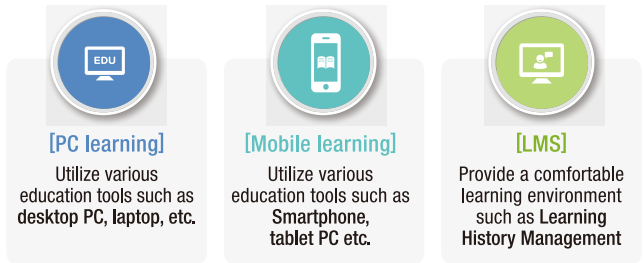 EDU
[PC learning]
Utilize various
education tools such as
desktop PC, laptop, etc.
[Mobile learning]
Utilize various
education tools such as
Smartphone,
tablet PC etc.
[LMS]
Provide a comfortable
learning environment
such as Learning
History Management